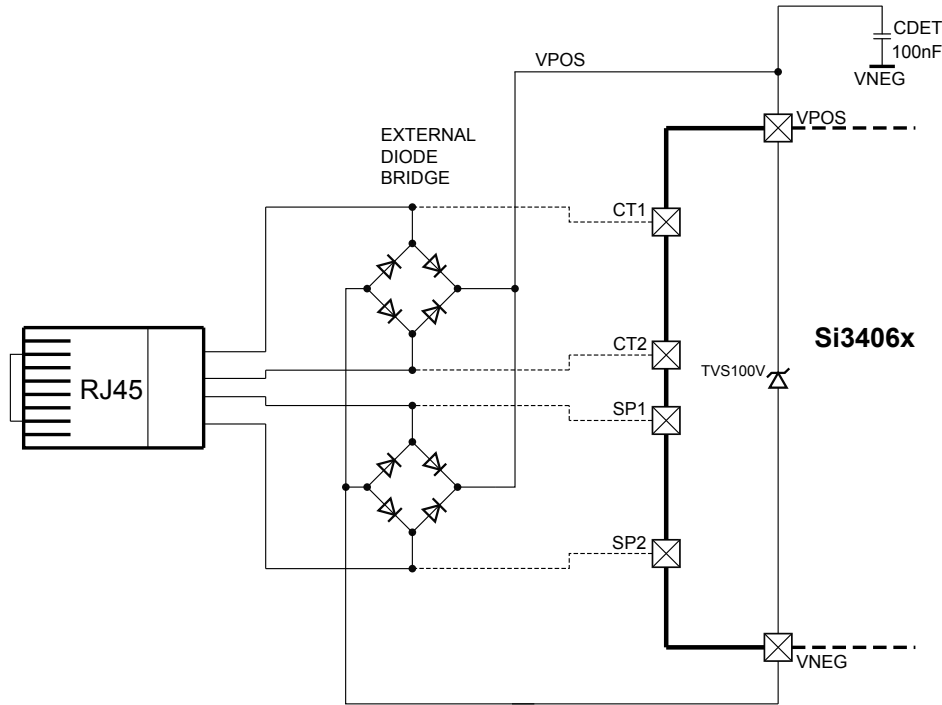 CDET
100nF
VNEG
VPOS
VPOS
EXTERNAL
DIODE
BRIDGE
CT1
CT2
Si3406x
TVS100V
RJ45
SP1
SP2
VNEG